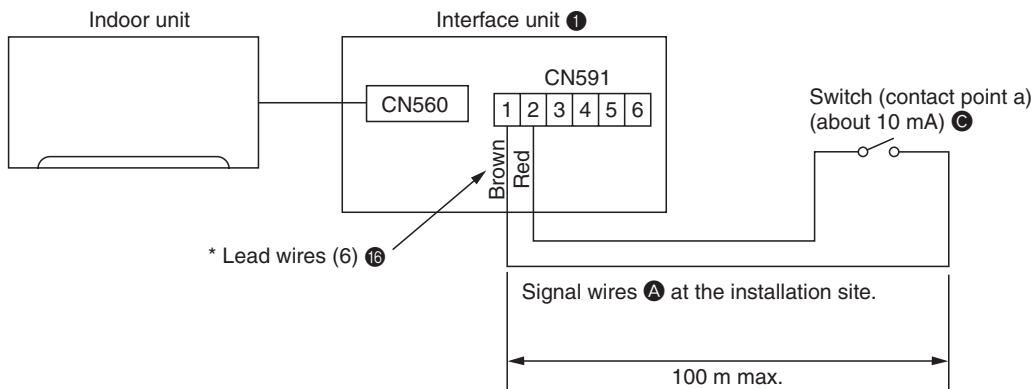 Indoor unit
Interface unit ❶
CN560
CN591
1 2 3 4 5 6
Brown
Red
Switch (contact point a)
(about 10 mA) 🅒
* Lead wires (6) ⓰
Signal wires 🅐 at the installation site.
100 m max.